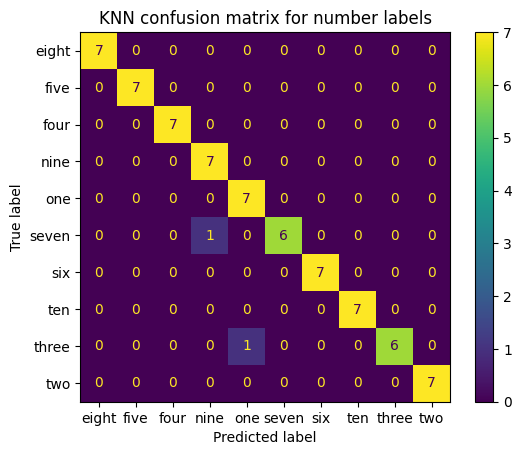 KNN confusion matrix for number labels
eight 7 0 0 0 0 0 0 0 0 0
five 0 7 0 0 0 0 0 0 0 0
four 0 0 7 0 0 0 0 0 0 0
nine 0 0 0 7 0 0 0 0 0 0
one 0 0 0 0 7 0 0 0 0 0
seven 0 0 0 1 0 6 0 0 0 0
six 0 0 0 0 0 0 7 0 0 0
ten 0 0 0 0 0 0 0 7 0 0
three 0 0 0 0 1 0 0 0 6 0
two 0 0 0 0 0 0 0 0 0 7
eight five four nine one seven six ten three two
Predicted label
True label
7
6
5
4
3
2
1
0